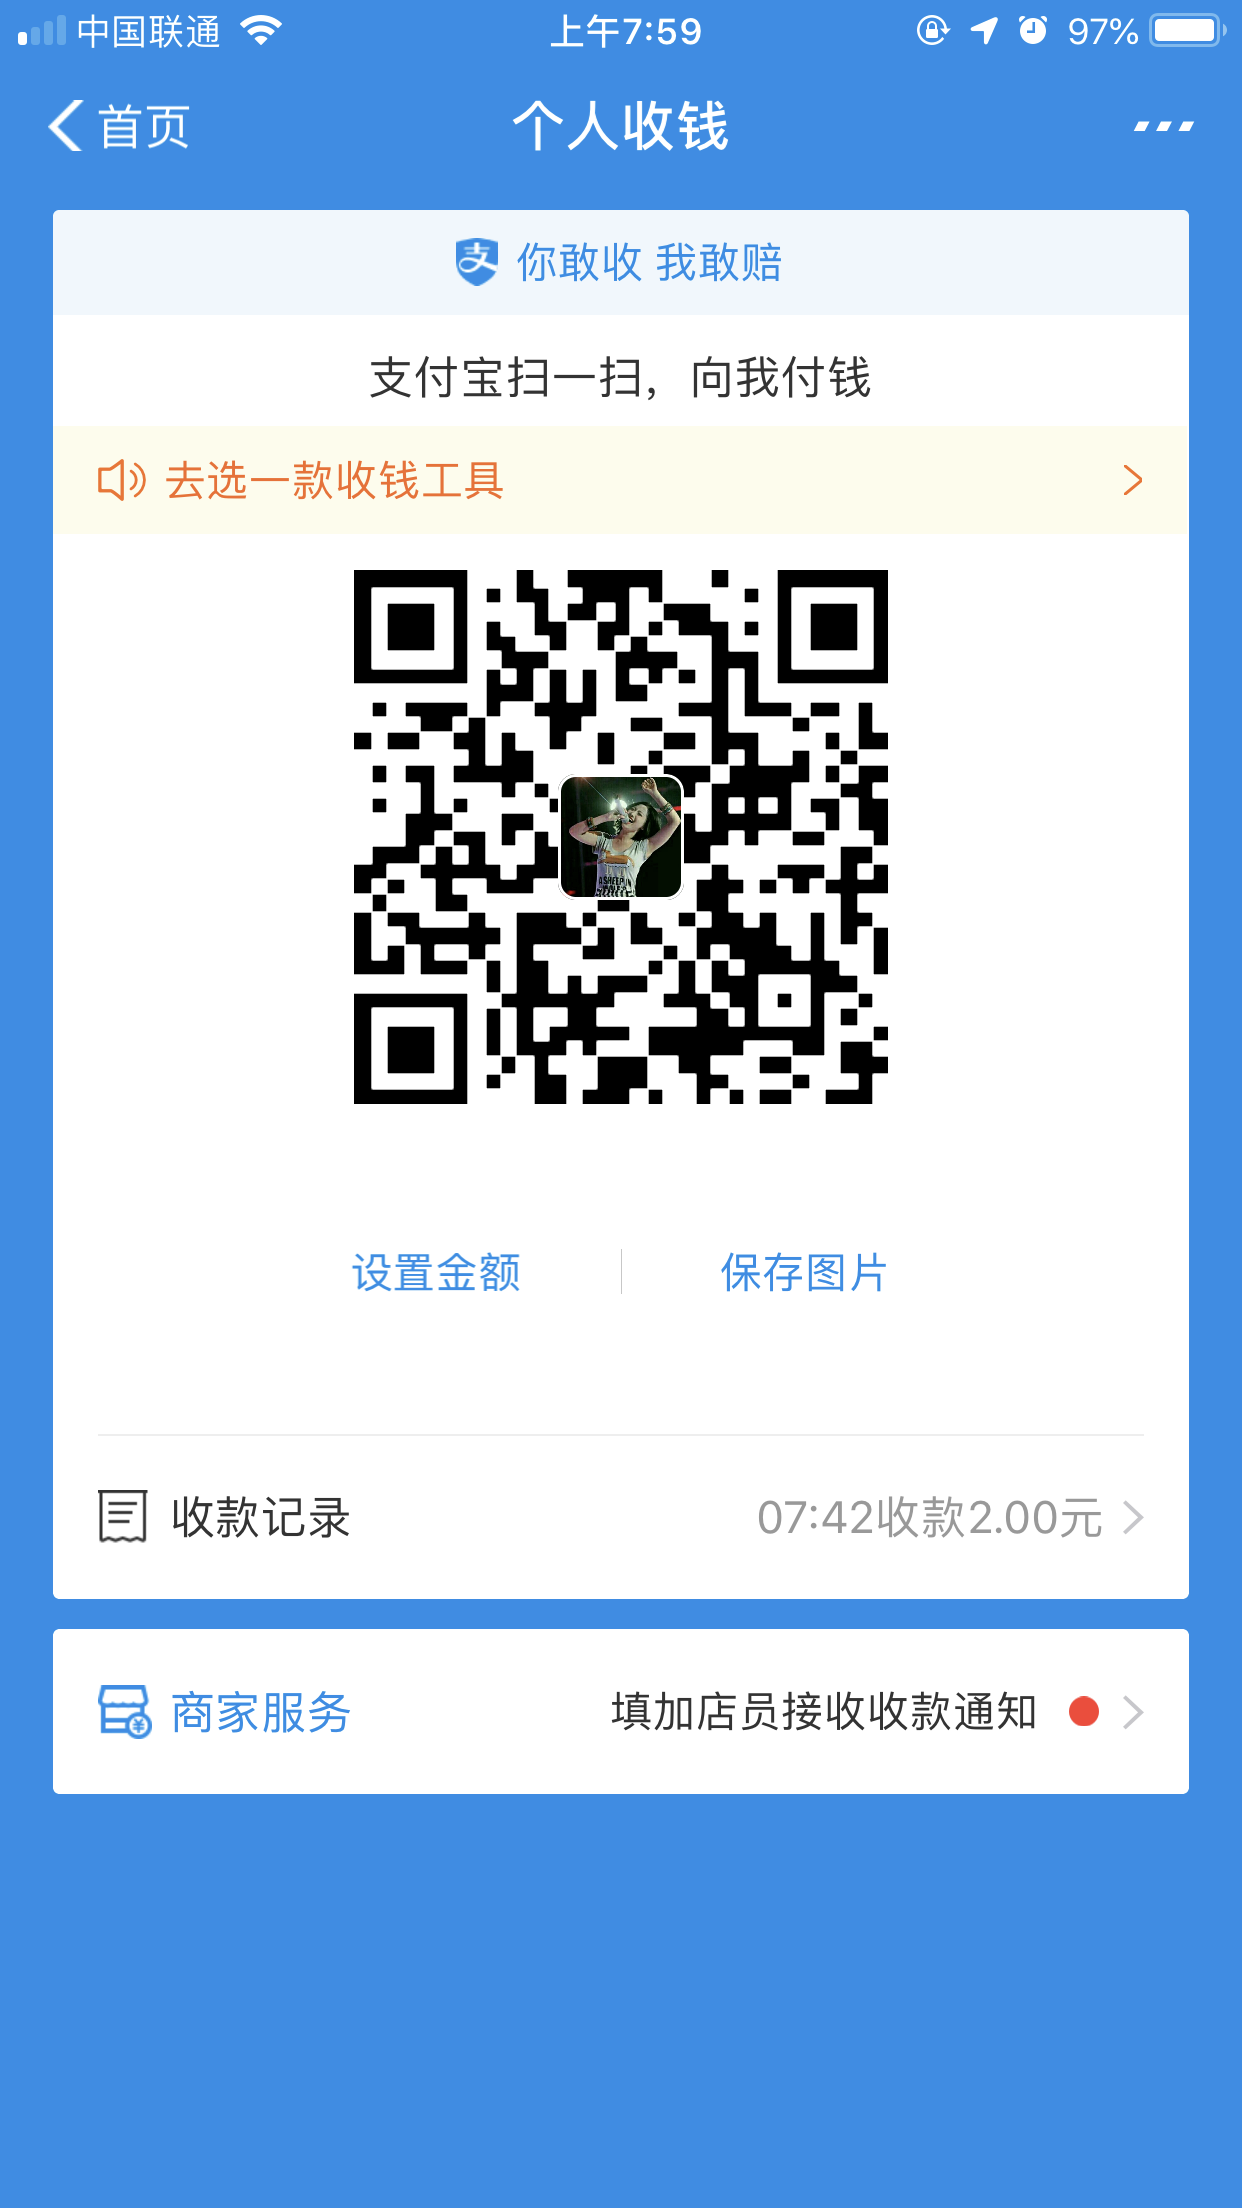 中国联通 上午7:59 97%
首页 个人收钱
你敢收 我敢赔
支付宝扫一扫，向我付钱
去选一款收钱工具
设置金额 保存图片
收款记录 07:42收款2.00元
商家服务 填加店员接收收款通知